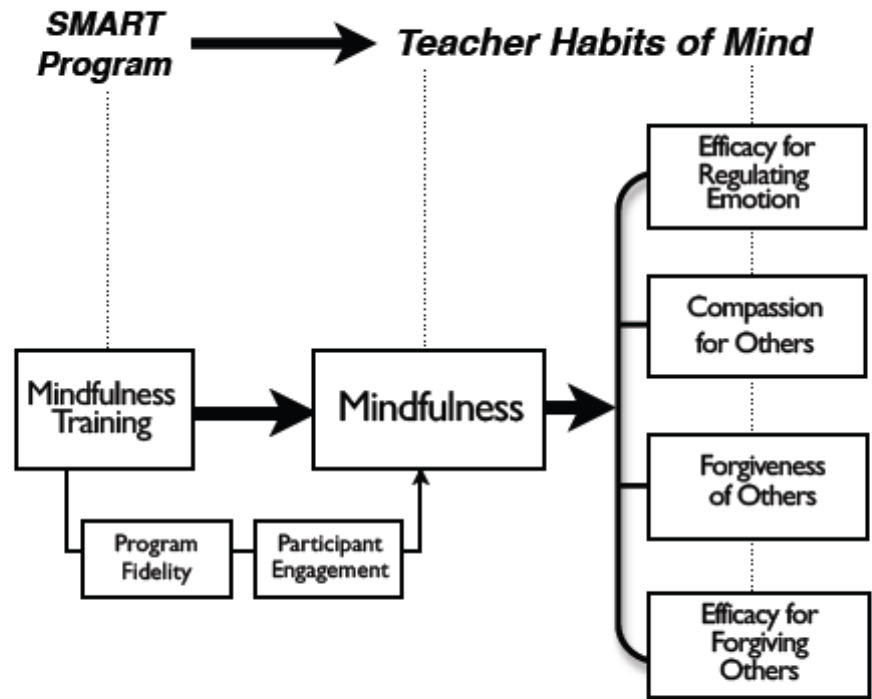 SMART
Program
Teacher Habits of Mind
Efficacy for
Regulating
Emotion
Compassion
for Others
Mindfulness
Training
Mindfulness
Forgiveness
of Others
Program
Fidelity
Participant
Engagement
Efficacy for
Forgiving
Others